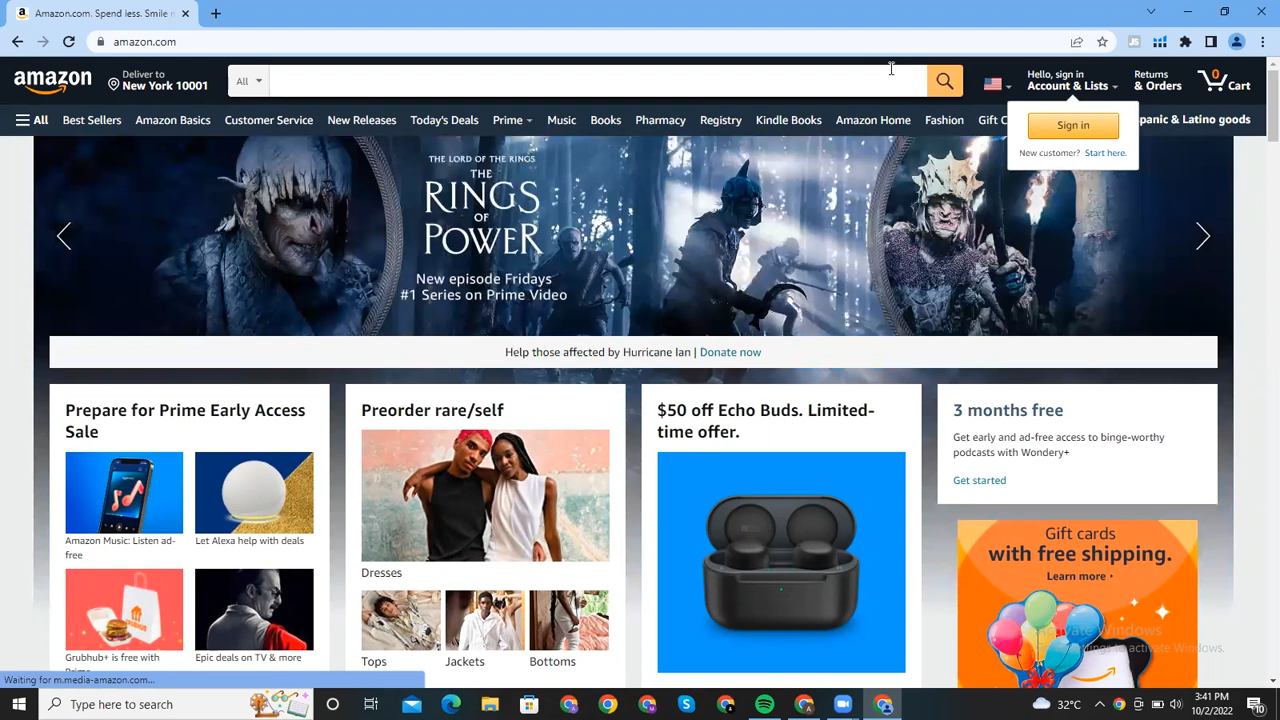 Amazon.com. Spend less. Smile
amazon.com
amazon
Deliver to
New York 10001
All
Hello, sign in
Account & Lists
Returns
& Orders
0
Cart
All
Best Sellers
Amazon Basics
Customer Service
New Releases
Today's Deals
Prime
Music
Books
Pharmacy
Registry
Kindle Books
Amazon Home
Fashion
Gift C
panic & Latino goods
Sign in
New customer? Start here.
THE LORD OF THE RINGS
THE
RINGS
OF
POWER
New episode Fridays
#1 Series on Prime Video
Help those affected by Hurricane Ian | Donate now
Prepare for Prime Early Access
Sale
Amazon Music: Listen ad-
free
Let Alexa help with deals
Grubhub+ is free with
Epic deals on TV & more
Preorder rare/self
Dresses
Tops
Jackets
Bottoms
$50 off Echo Buds. Limited-
time offer.
3 months free
Get early and ad-free access to binge-worthy
podcasts with Wondery+
Get started
Gift cards
with free shipping.
Learn more
Activate Windows
to activate Windows.
Waiting for m.media-amazon.com...
Type here to search
32°C
3:41 PM
10/2/2022
10